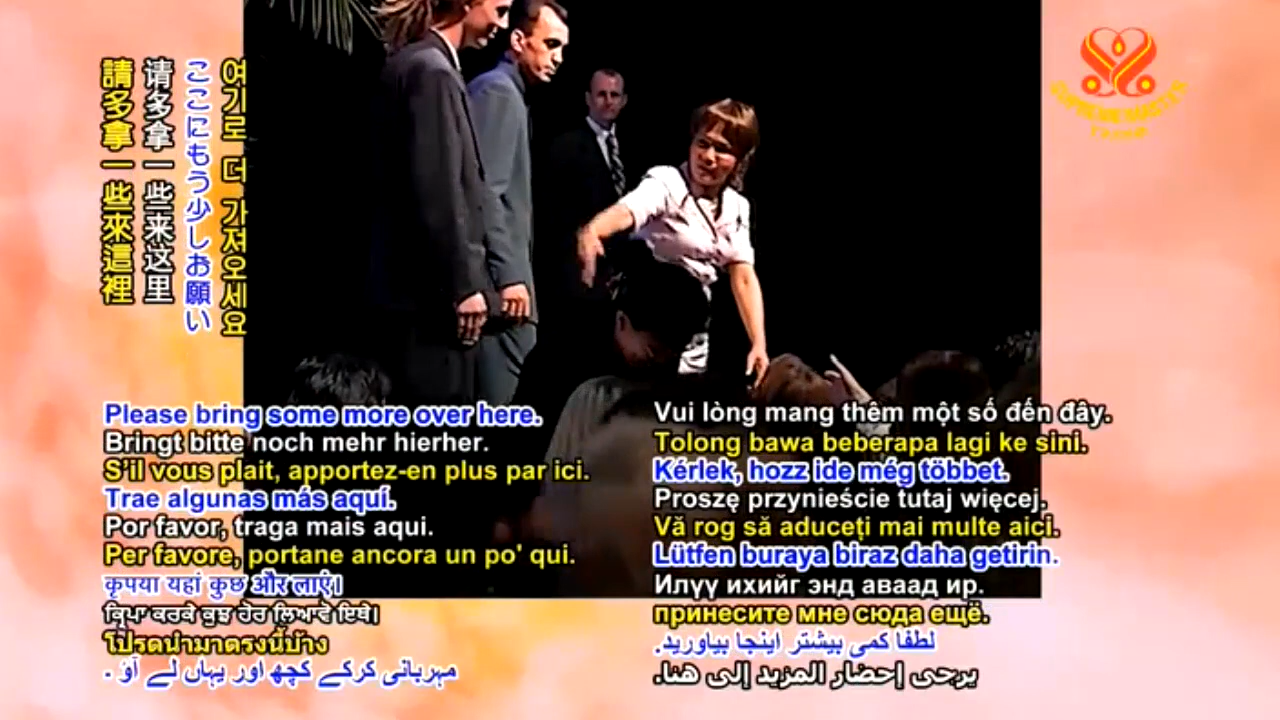 請多拿一些來這裡
请多拿一些来这里
ここにもう少しお願い
여기로 더 가져오세요
SUPREME MASTER
Please bring some more over here.
Bringt bitte noch mehr hierher.
S'il vous plait, apportez-en plus par ici.
Trae algunas más aquí.
Por favor, traga mais aqui.
Per favore, portane ancora un po' qui.
कृपया यहां कुछ और लाएं।
ਕ੍ਰਿਪਾ ਕਰਕੇ ਕੁਝ ਹੋਰ ਲਿਆਵੋ ਇਥੇ।
โปรดนำมาตรงนี้บ้าง
مہربانی کرکے کچھ اور یہاں لے آؤ ۔
Vui lòng mang thêm một số đến đây.
Tolong bawa beberapa lagi ke sini.
Kérlek, hozz ide még többet.
Proszę przynieście tutaj więcej.
Vă rog să aduceți mai multe aici.
Lütfen buraya biraz daha getirin.
Илүү ихийг энд аваад ир.
принесите мне сюда ещё.
لطفا کمی بیشتر اینجا بیاورید.
يرجى إحضار المزيد إلى هنا.